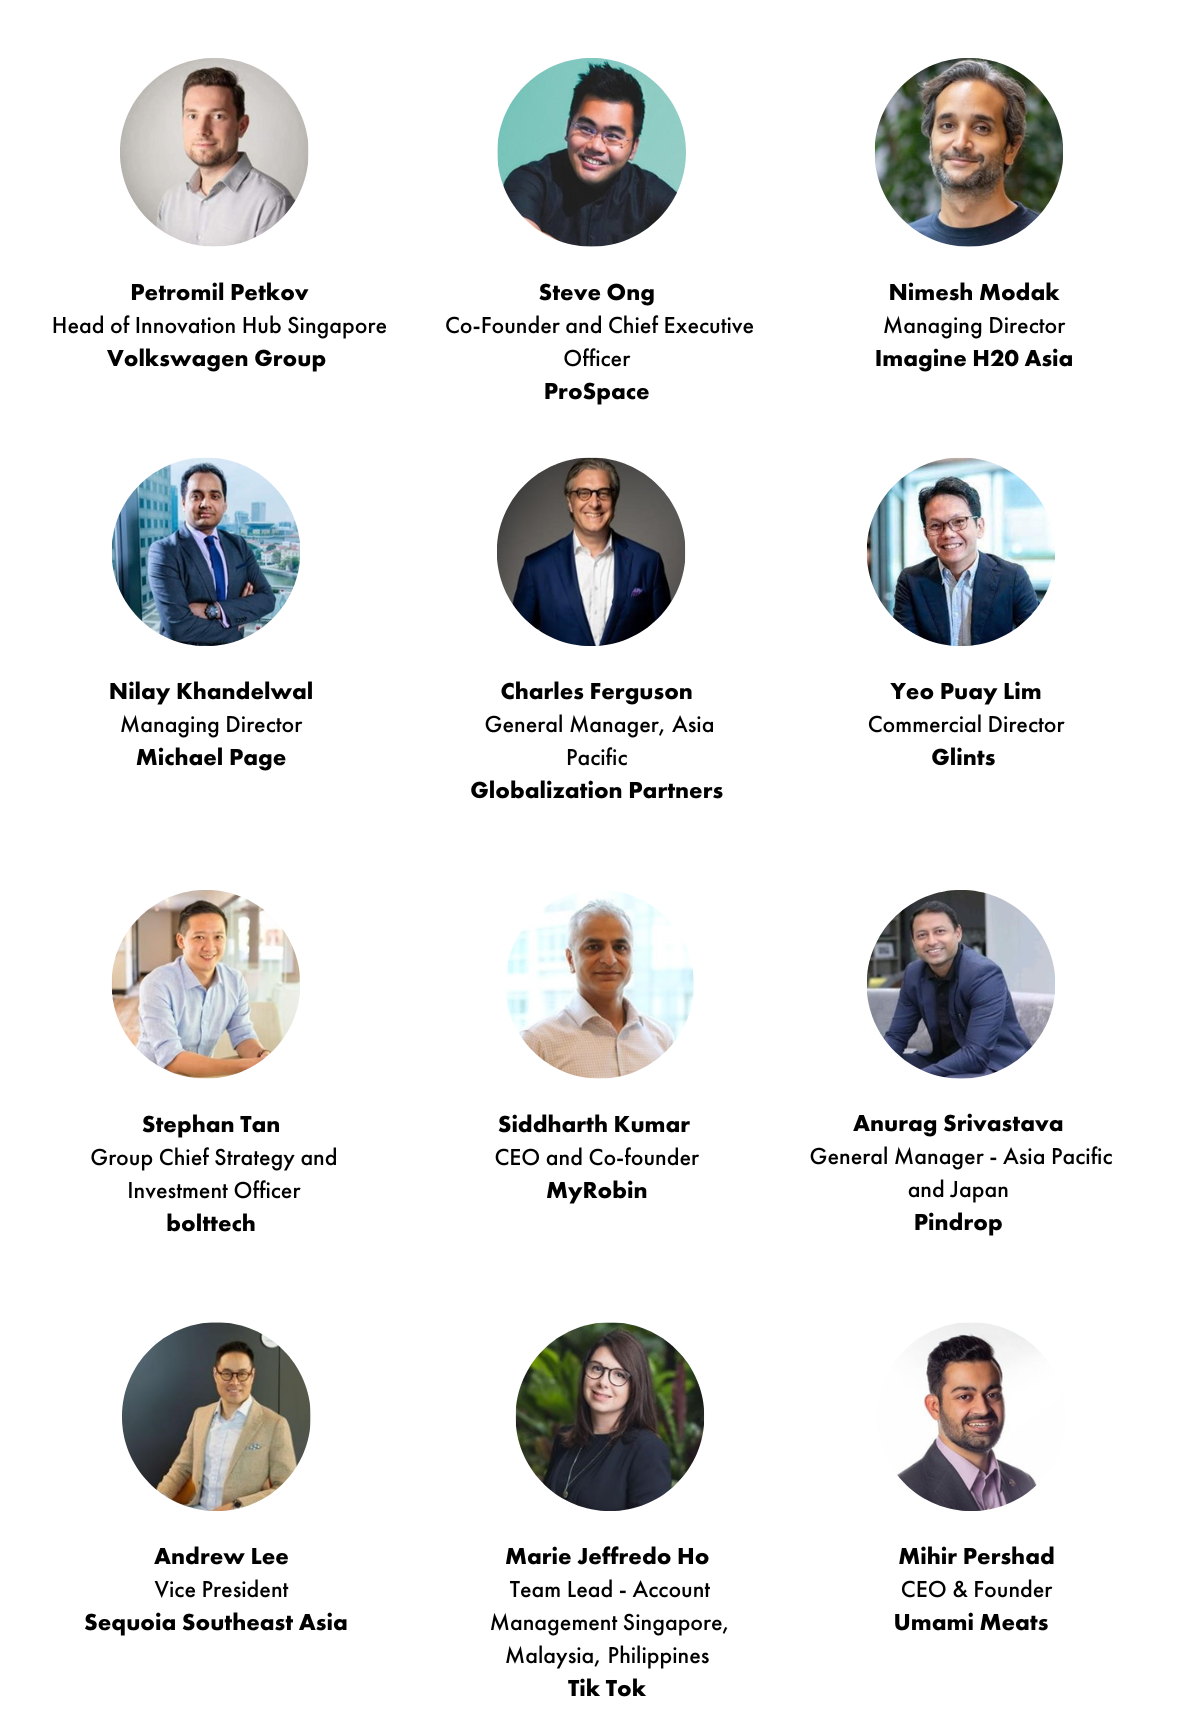 Petromil Petkov
Head of Innovation Hub Singapore
Volkswagen Group
Steve Ong
Co-Founder and Chief Executive
Officer
ProSpace
Nimesh Modak
Managing Director
Imagine H20 Asia
Nilay Khandelwal
Managing Director
Michael Page
Charles Ferguson
General Manager, Asia
Pacific
Globalization Partners
Yeo Puay Lim
Commercial Director
Glints
Stephan Tan
Group Chief Strategy and
Investment Officer
bolttech
Siddharth Kumar
CEO and Co-founder
MyRobin
Anurag Srivastava
General Manager - Asia Pacific
and Japan
Pindrop
Andrew Lee
Vice President
Sequoia Southeast Asia
Marie Jeffredo Ho
Team Lead - Account
Management Singapore,
Malaysia, Philippines
Tik Tok
Mihir Pershad
CEO & Founder
Umami Meats